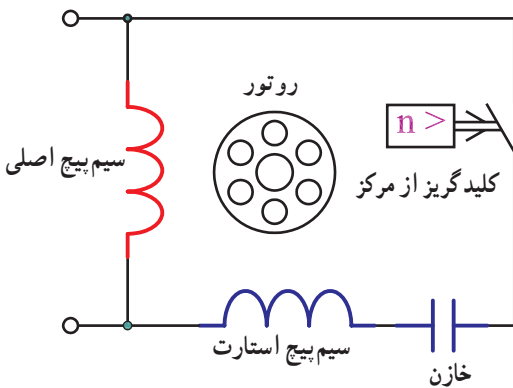 روتور
n >
سیم‌پیچ اصلی
کلید گریز از مرکز
سیم‌پیچ استارت
خازن